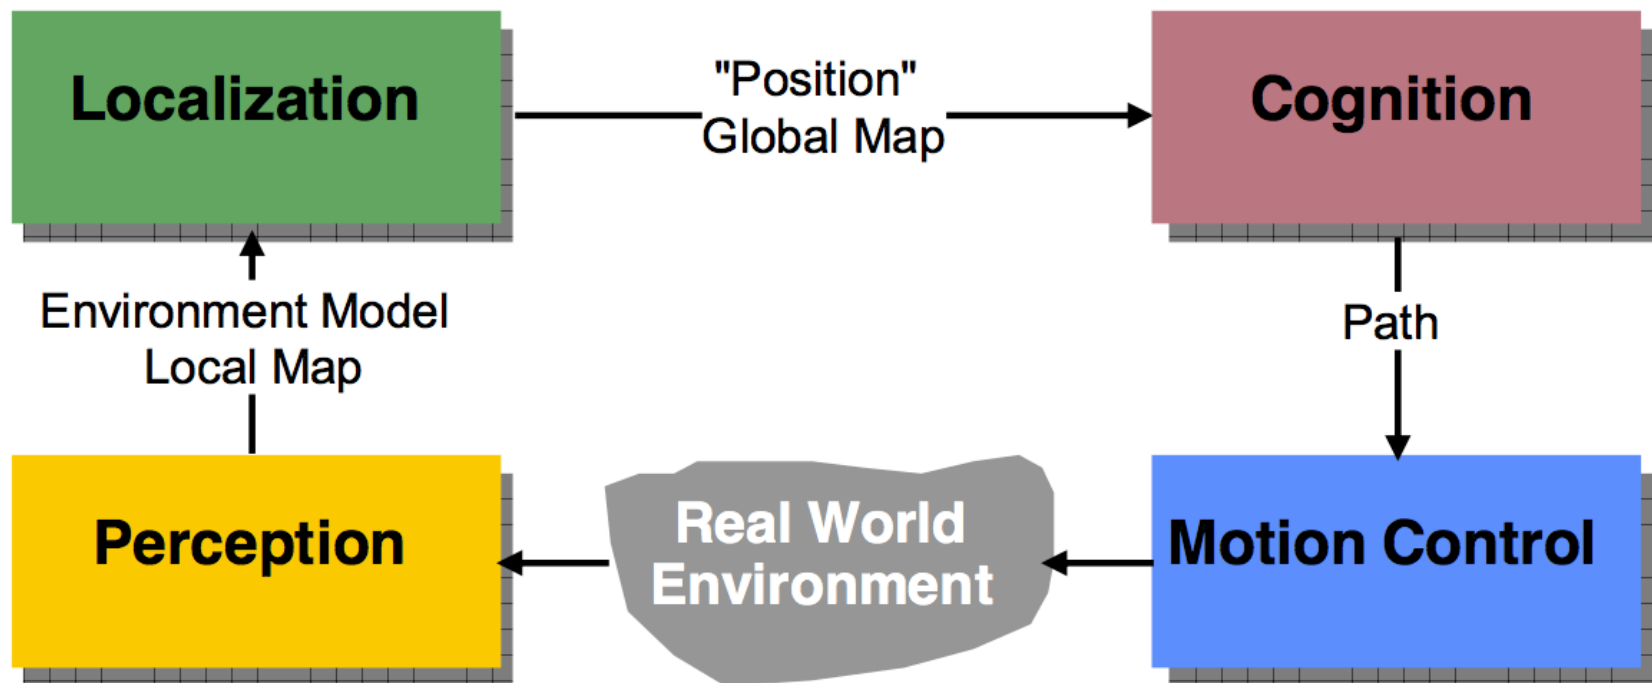 Localization
"Position"
Global Map
Cognition
Environment Model
Local Map
Path
Perception
Real World
Environment
Motion Control